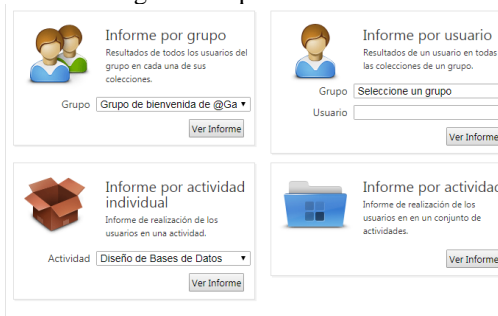 Informe por grupo
Resultados de todos los usuarios del
grupo en cada una de sus
colecciones.
Grupo Grupo de bienvenida de @Ga
Ver Informe
Informe por usuario
Resultados de un usuario en todas
las colecciones de un grupo.
Grupo Seleccione un grupo
Usuario
Ver Informe
Informe por actividad
individual
Informe de realización de los
usuarios en una actividad.
Actividad Diseño de Bases de Datos
Ver Informe
Informe por actividad
Informe de realización de los
usuarios en en un conjunto de
actividades.
Ver Informe